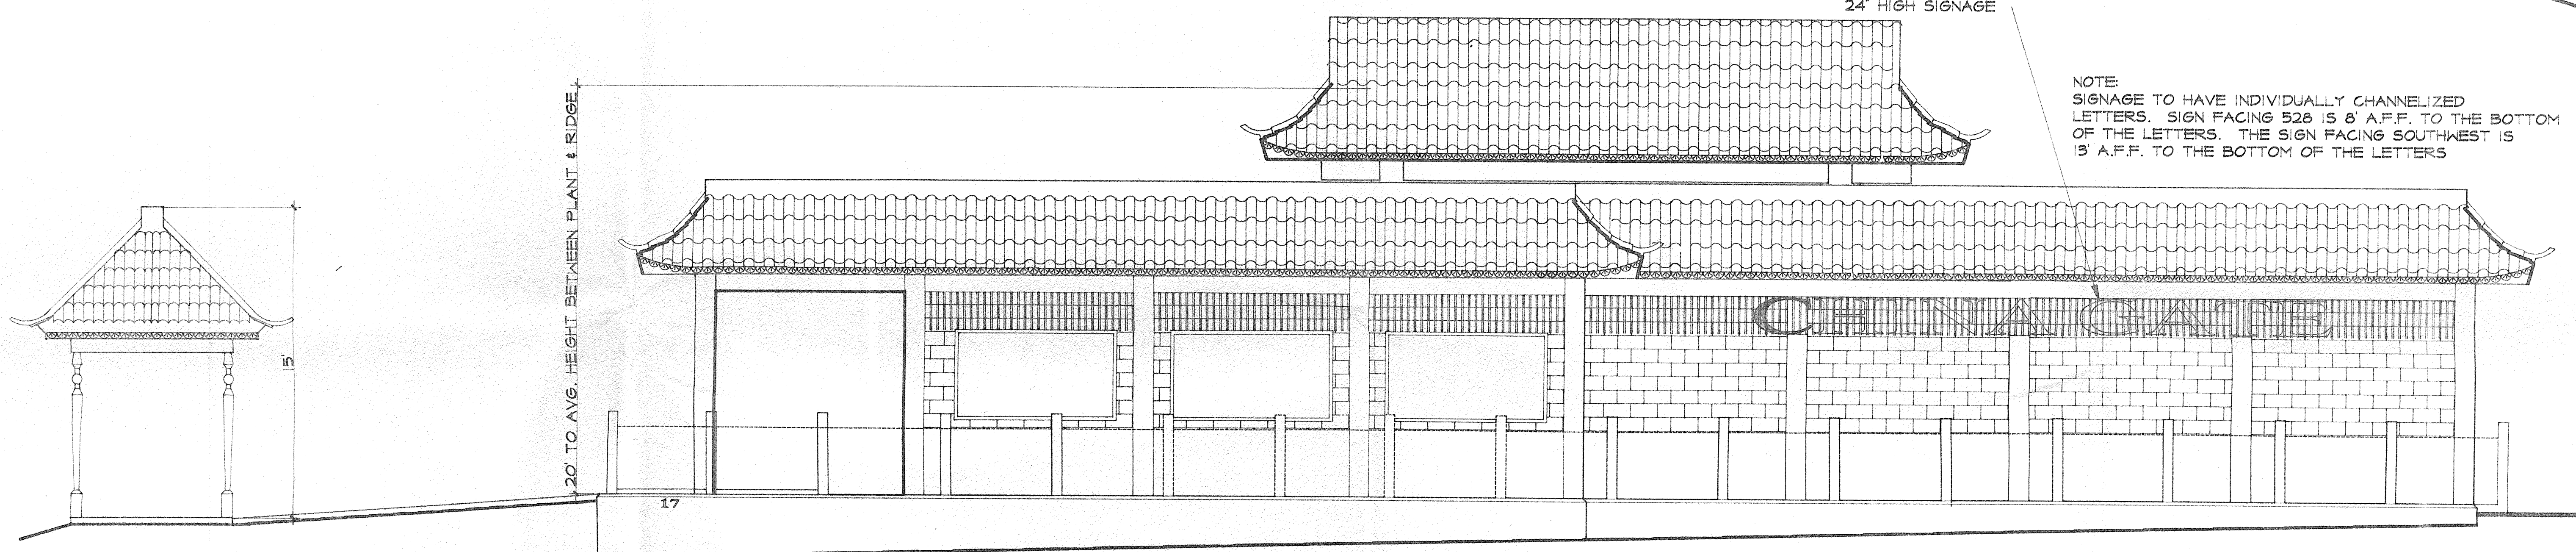 24" HIGH SIGNAGE
NOTE:
SIGNAGE TO HAVE INDIVIDUALLY CHANNELIZED
LETTERS. SIGN FACING 528 IS 8' A.F.F. TO THE BOTTOM
OF THE LETTERS. THE SIGN FACING SOUTHWEST IS
13' A.F.F. TO THE BOTTOM OF THE LETTERS
20' TO AVG. HEIGHT BETWEEN PLANT & RIDGE
15'
CHINA GATE
17